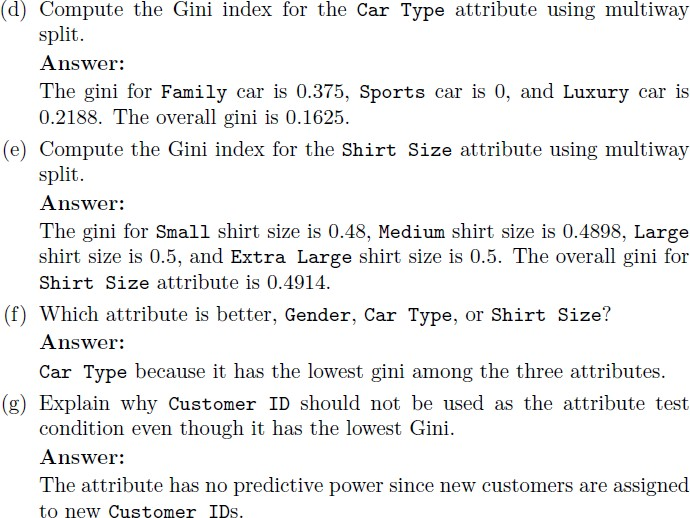 (d) Compute the Gini index for the Car Type attribute using multiway
split.
Answer:
The gini for Family car is 0.375, Sports car is 0, and Luxury car is
0.2188. The overall gini is 0.1625.
(e) Compute the Gini index for the Shirt Size attribute using multiway
split.
Answer:
The gini for Small shirt size is 0.48, Medium shirt size is 0.4898, Large
shirt size is 0.5, and Extra Large shirt size is 0.5. The overall gini for
Shirt Size attribute is 0.4914.
(f) Which attribute is better, Gender, Car Type, or Shirt Size?
Answer:
Car Type because it has the lowest gini among the three attributes.
(g) Explain why Customer ID should not be used as the attribute test
condition even though it has the lowest Gini.
Answer:
The attribute has no predictive power since new customers are assigned
to new Customer IDs.